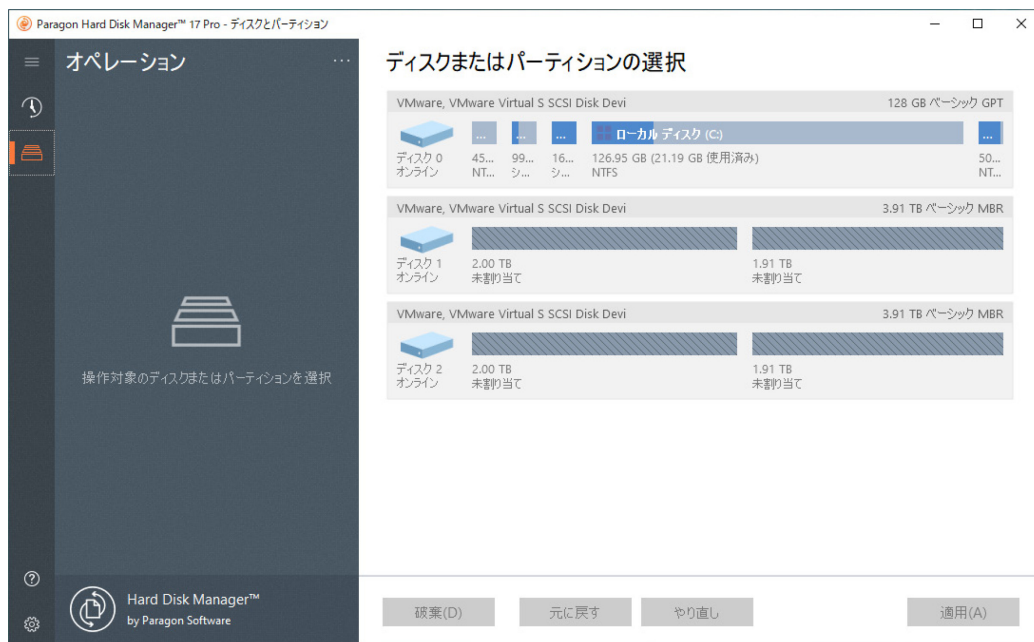 Paragon Hard Disk Manager™ 17 Pro - ディスクとパーティション
オペレーション
...
ディスクまたはパーティションの選択
VMware, VMware Virtual S SCSI Disk Devi
128 GB ベーシック GPT
... ... ... ローカル ディスク (C:) ...
ディスク 0 45... 99... 16... 126.95 GB (21.19 GB 使用済み) 50...
オンライン NT... シ... シ... NTFS NT...
VMware, VMware Virtual S SCSI Disk Devi
3.91 TB ベーシック MBR
ディスク 1 2.00 TB 1.91 TB
オンライン 未割り当て 未割り当て
VMware, VMware Virtual S SCSI Disk Devi
3.91 TB ベーシック MBR
ディスク 2 2.00 TB 1.91 TB
オンライン 未割り当て 未割り当て
操作対象のディスクまたはパーティションを選択
Hard Disk Manager™
by Paragon Software
破棄(D)
元に戻す
やり直し
適用(A)